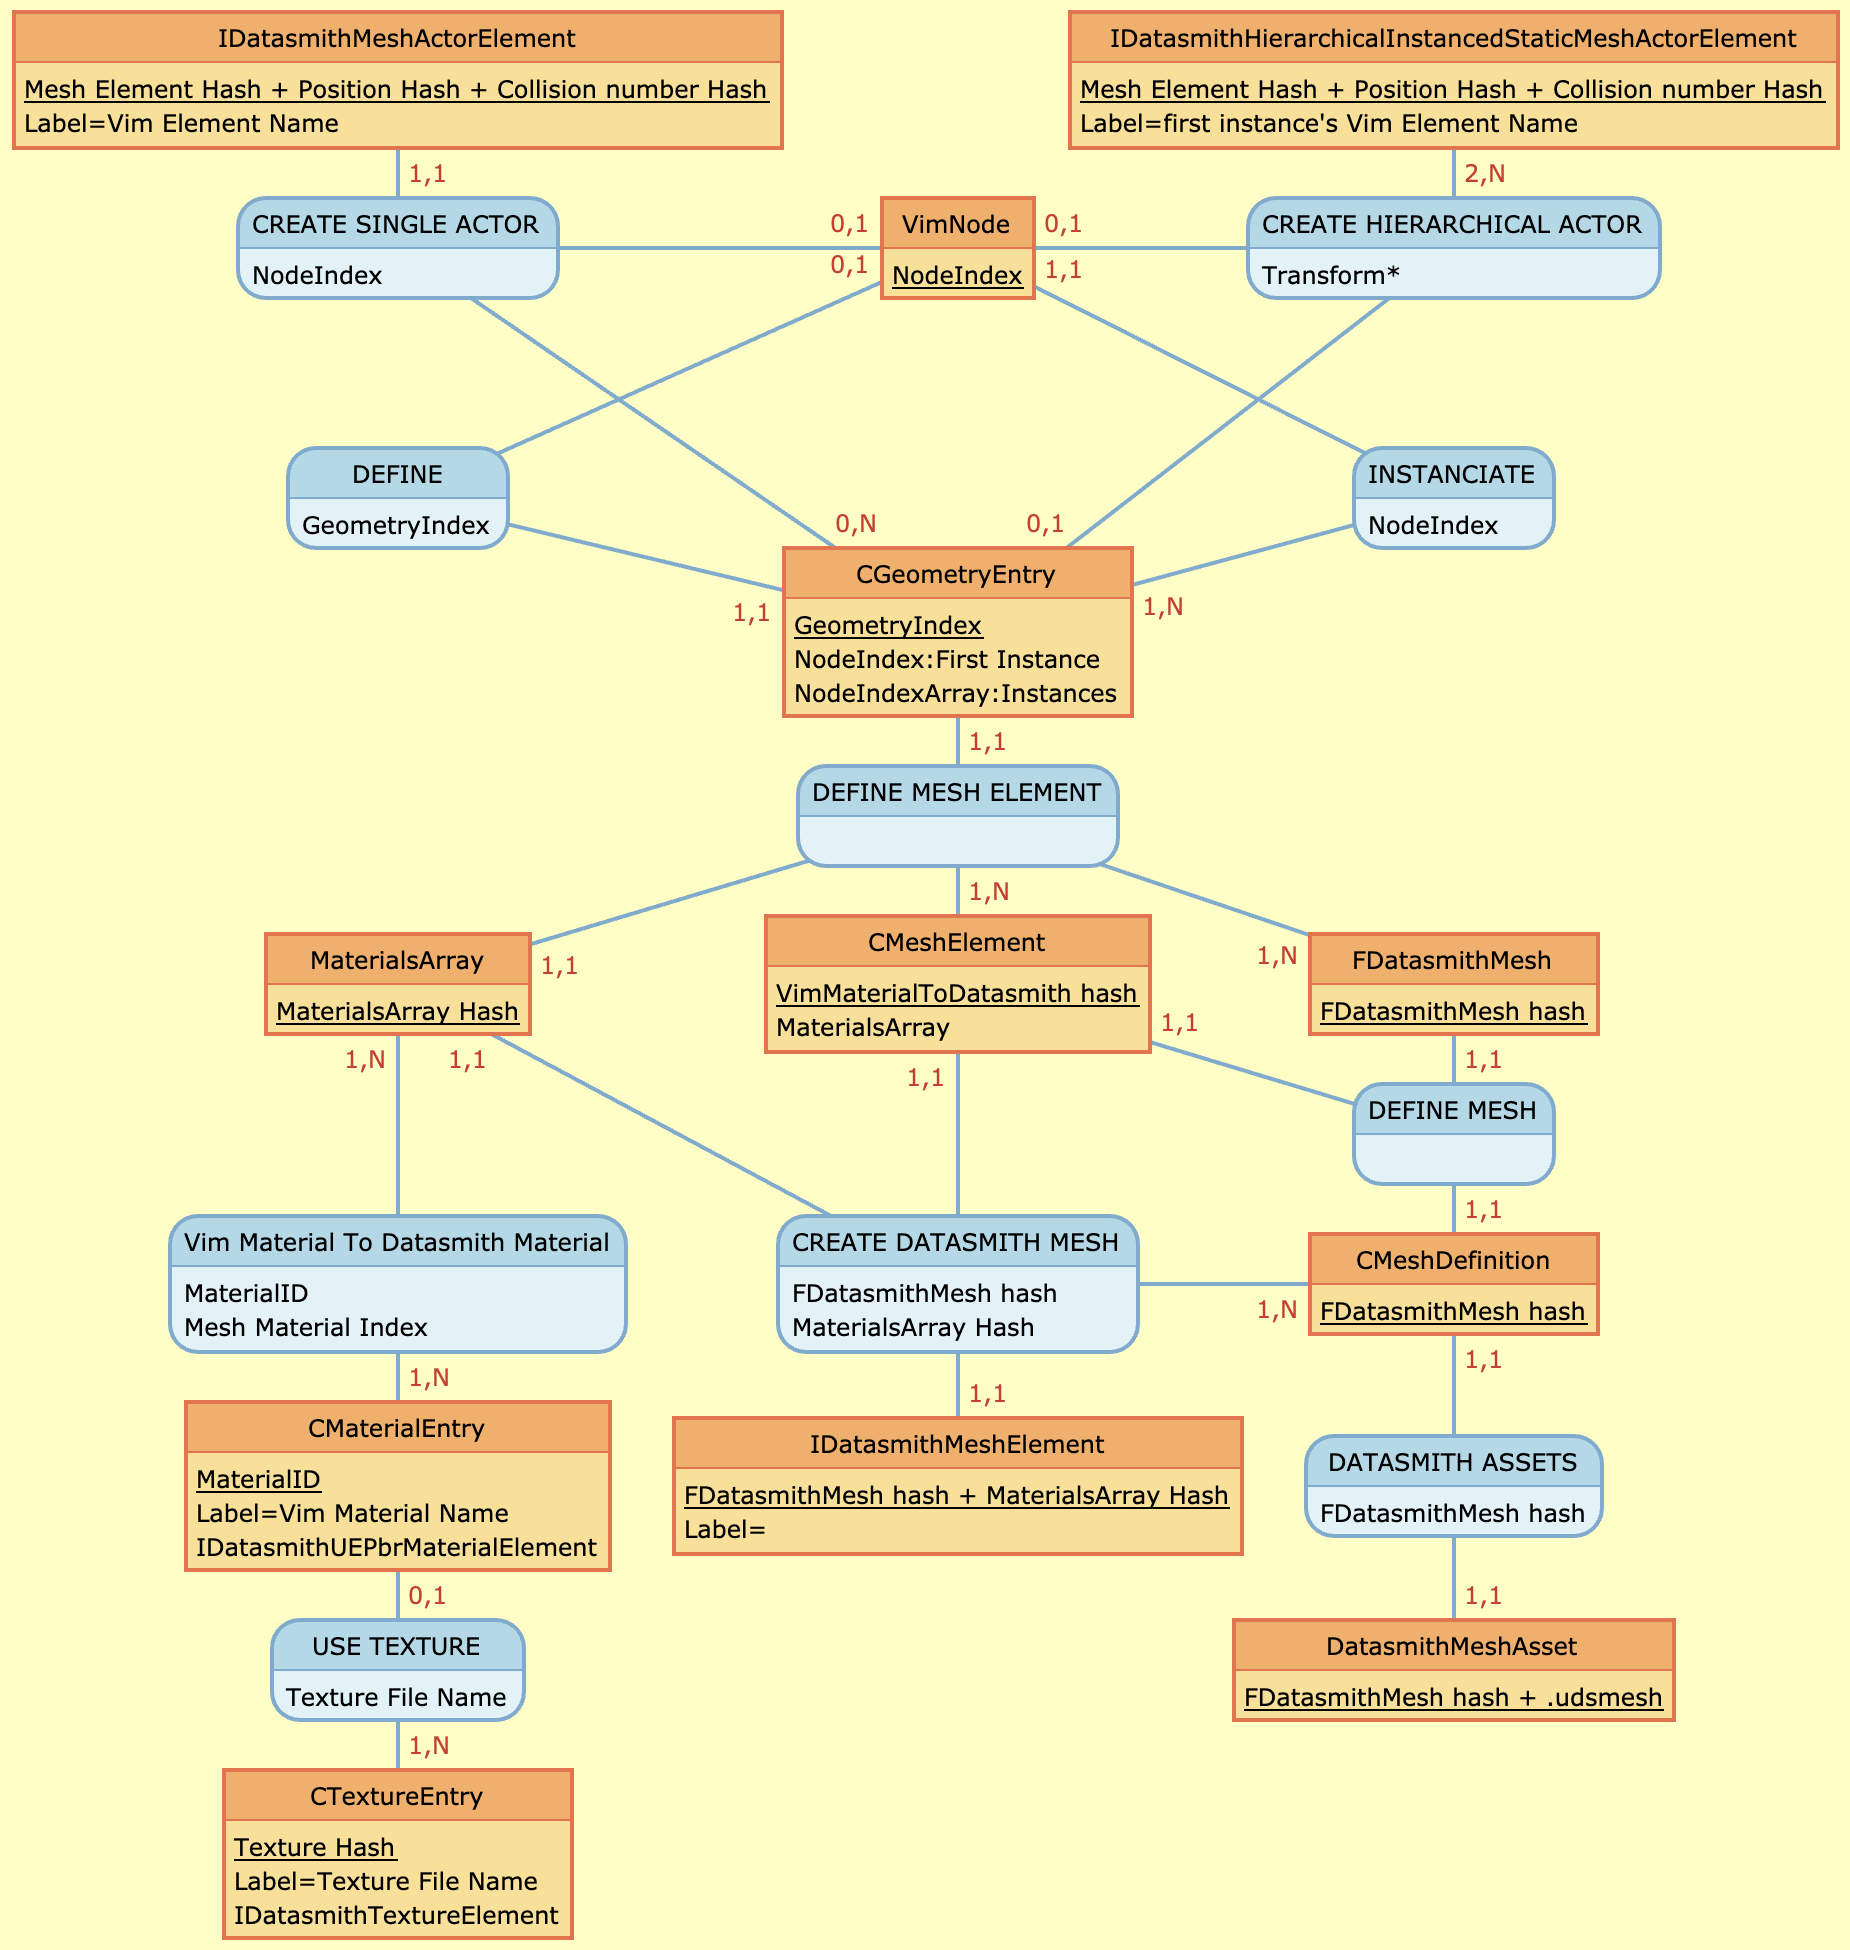 IDatasmithMeshActorElement
Mesh Element Hash + Position Hash + Collision number Hash
Label=Vim Element Name
IDatasmithHierarchicalInstancedStaticMeshActorElement
Mesh Element Hash + Position Hash + Collision number Hash
Label=first instance's Vim Element Name
1,1
2,N
CREATE SINGLE ACTOR
NodeIndex
0,1
0,1
VimNode
NodeIndex
0,1
1,1
CREATE HIERARCHICAL ACTOR
Transform*
DEFINE
GeometryIndex
INSTANCIATE
NodeIndex
0,N
0,1
1,1
CGeometryEntry
GeometryIndex
NodeIndex:First Instance
NodeIndexArray:Instances
1,N
1,1
DEFINE MESH ELEMENT
1,N
MaterialsArray
MaterialsArray Hash
1,1
CMeshElement
VimMaterialToDatasmith hash
MaterialsArray
1,N
FDatasmithMesh
FDatasmithMesh hash
1,1
1,N
1,1
1,1
1,1
DEFINE MESH
1,1
Vim Material To Datasmith Material
MaterialID
Mesh Material Index
CREATE DATASMITH MESH
FDatasmithMesh hash
MaterialsArray Hash
1,N
CMeshDefinition
FDatasmithMesh hash
1,N
1,1
1,1
CMaterialEntry
MaterialID
Label=Vim Material Name
IDatasmithUEPbrMaterialElement
IDatasmithMeshElement
FDatasmithMesh hash + MaterialsArray Hash
Label=
DATASMITH ASSETS
FDatasmithMesh hash
0,1
1,1
USE TEXTURE
Texture File Name
DatasmithMeshAsset
FDatasmithMesh hash + .udsmesh
1,N
CTextureEntry
Texture Hash
Label=Texture File Name
IDatasmithTextureElement